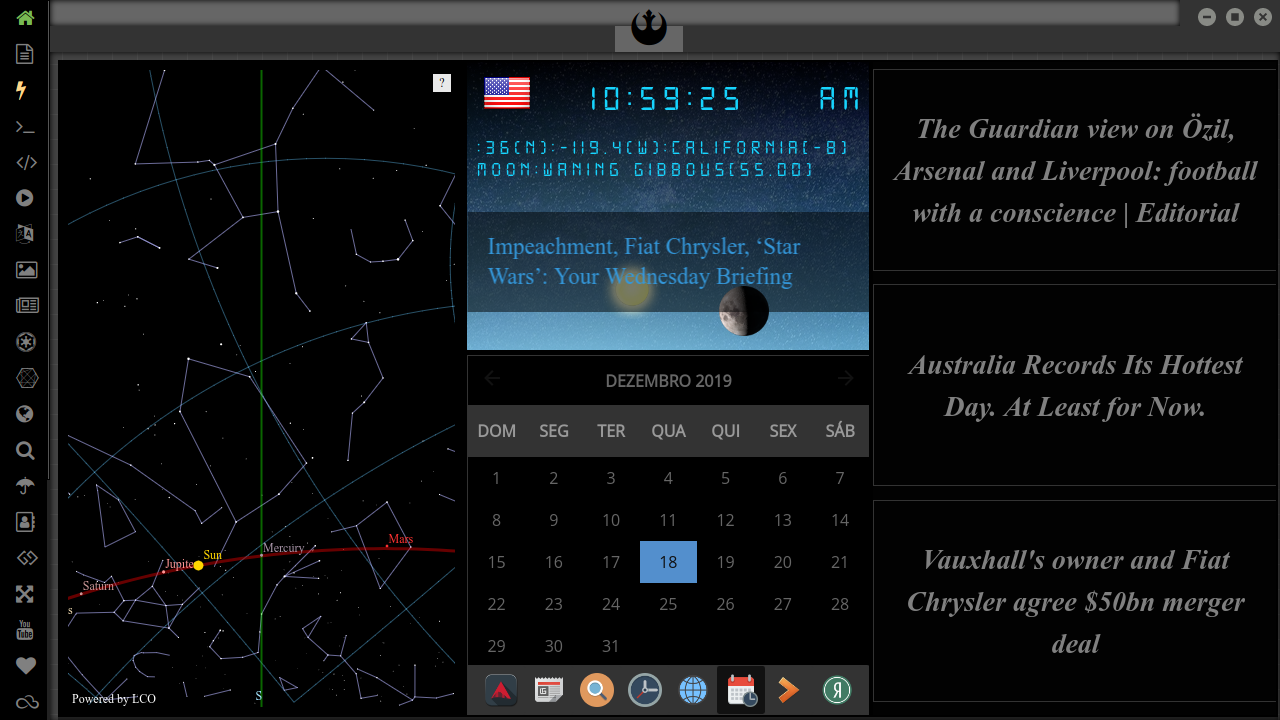 ?
Sun
Mercury
Mars
Jupite
Saturn
s
Powered by LCO
S
10:59:25 AM
:36(N):-119.4(W):CALIFORNIA(-8)
MOON:WANING GIBBOUS(55.00)
Impeachment, Fiat Chrysler, ‘Star
Wars’: Your Wednesday Briefing
DEZEMBRO 2019
DOM SEG TER QUA QUI SEX SÁB
1 2 3 4 5 6 7
8 9 10 11 12 13 14
15 16 17 18 19 20 21
22 23 24 25 26 27 28
29 30 31
The Guardian view on Özil,
Arsenal and Liverpool: football
with a conscience | Editorial
Australia Records Its Hottest
Day. At Least for Now.
Vauxhall's owner and Fiat
Chrysler agree $50bn merger
deal
You
Tube